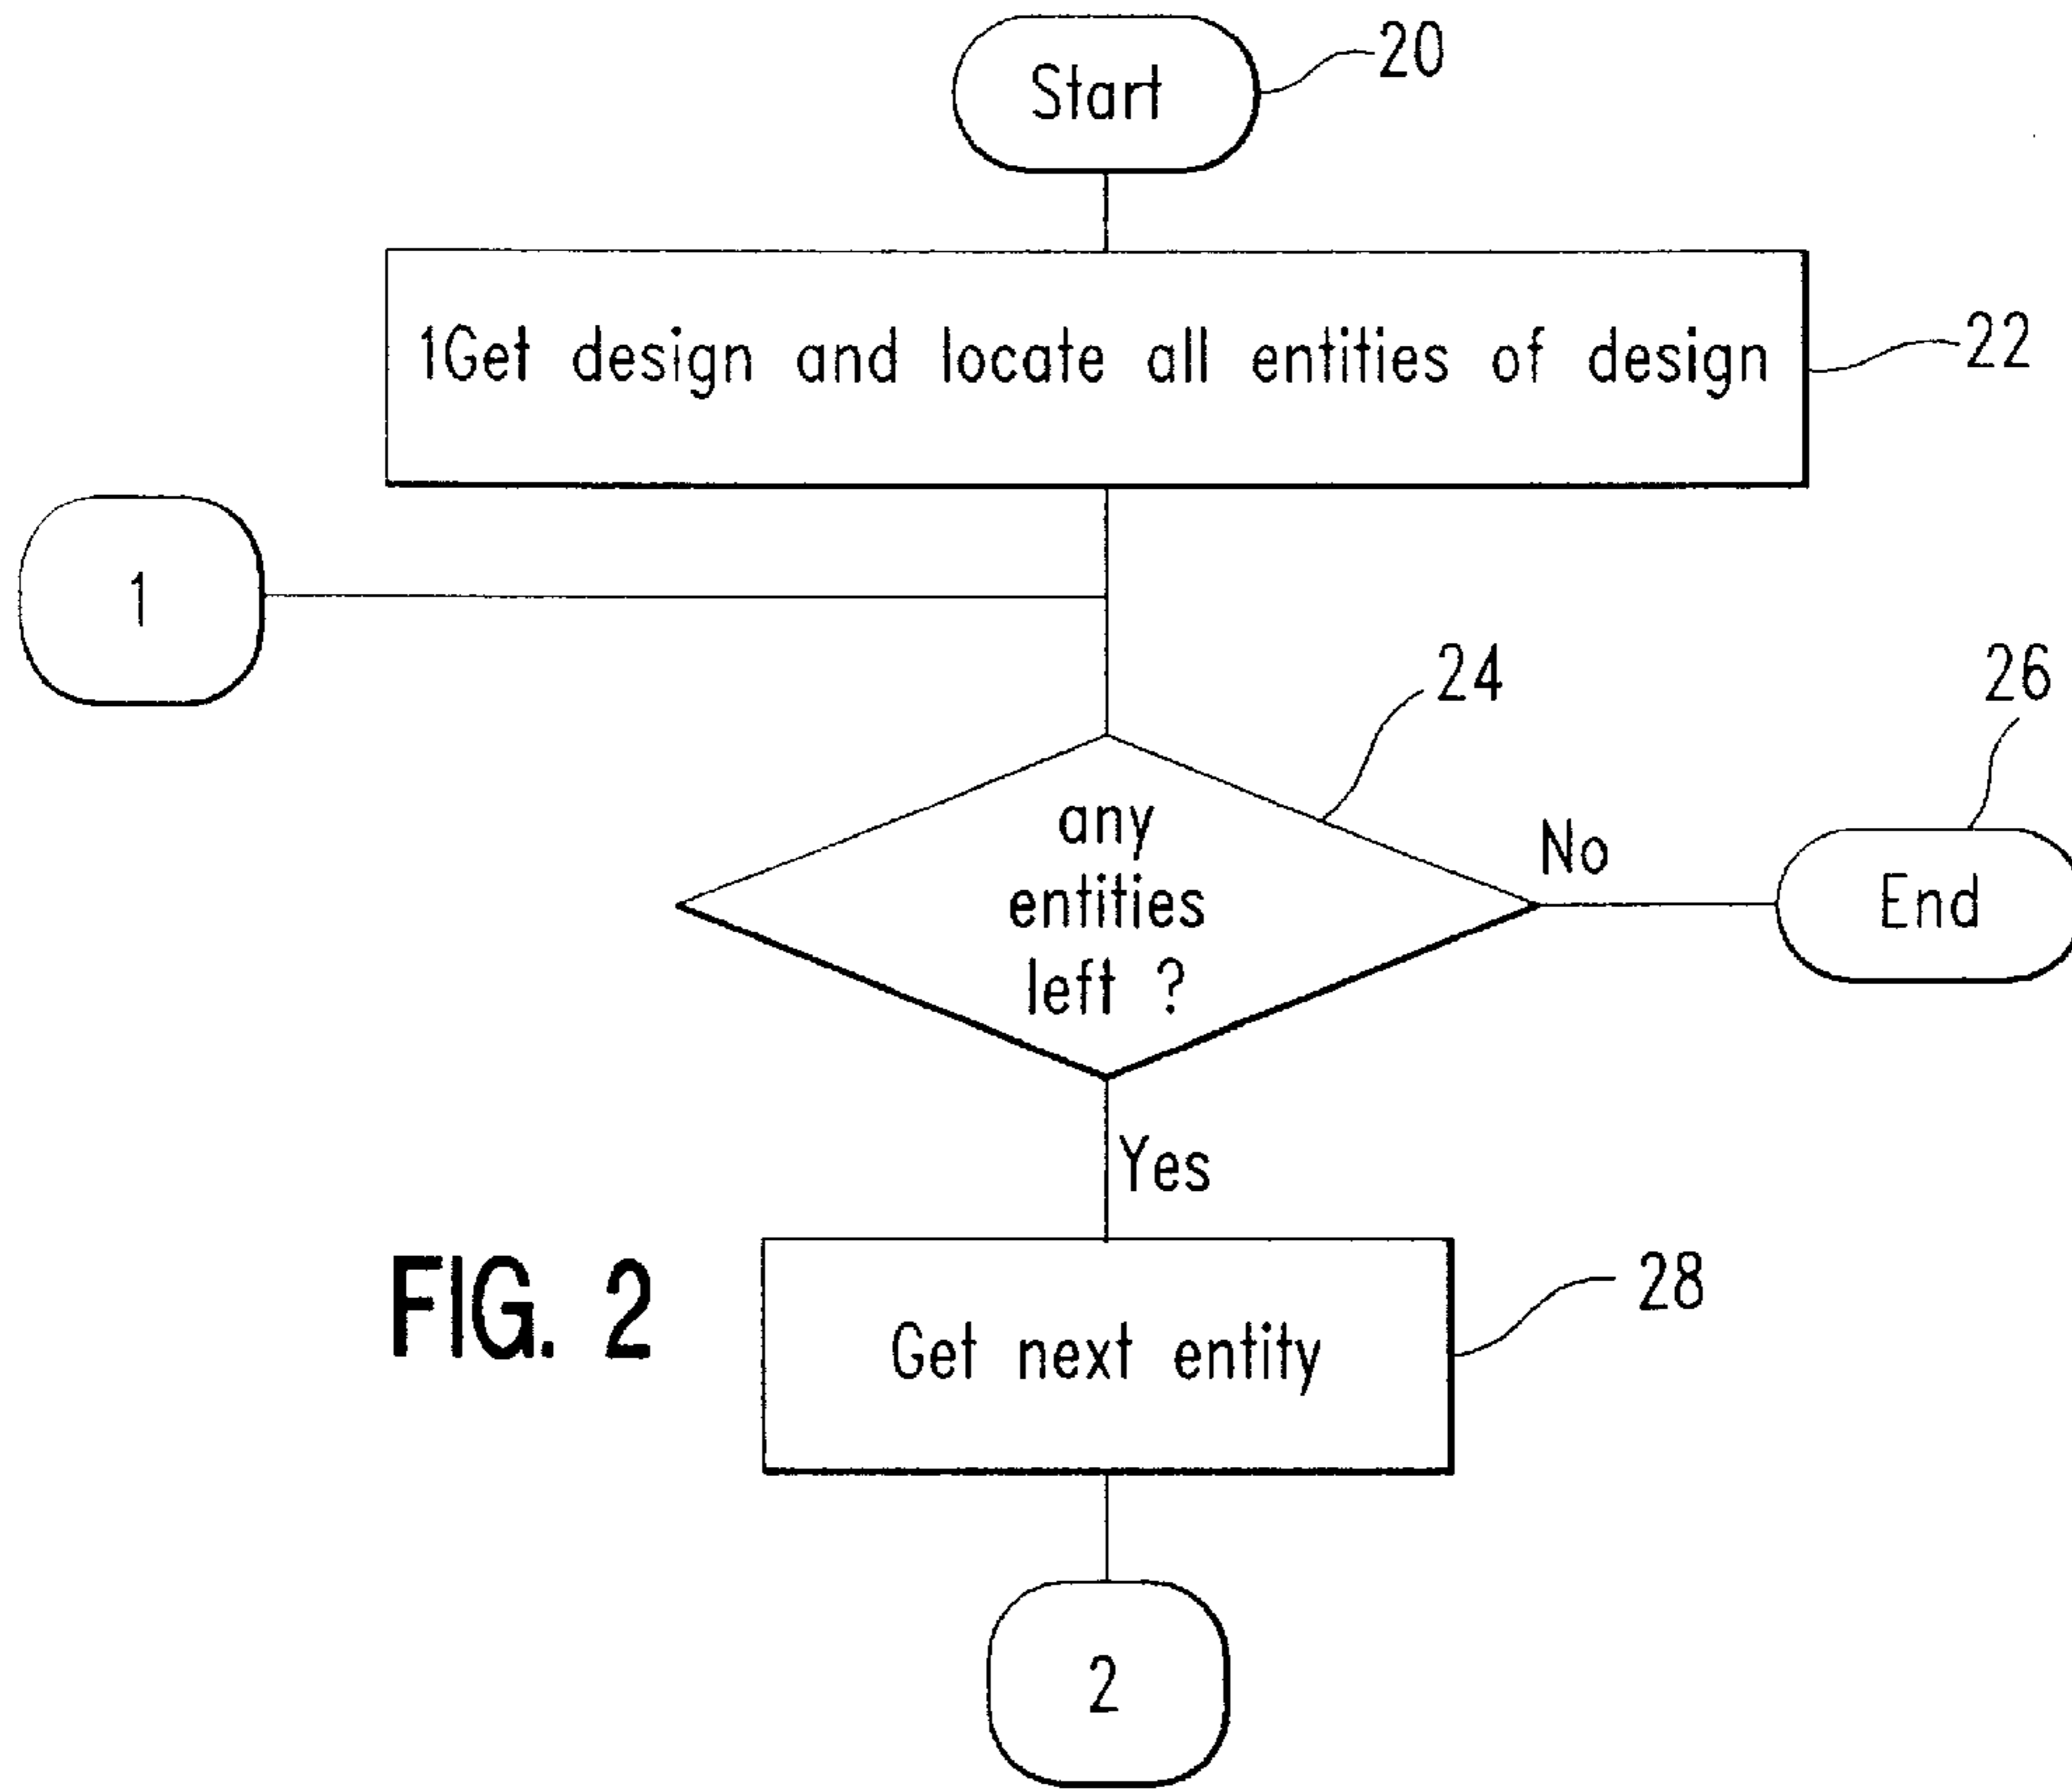 Start
20
1Get design and locate all entities of design
22
1
24
26
any
entities
left ?
No
End
Yes
FIG. 2
Get next entity
28
2